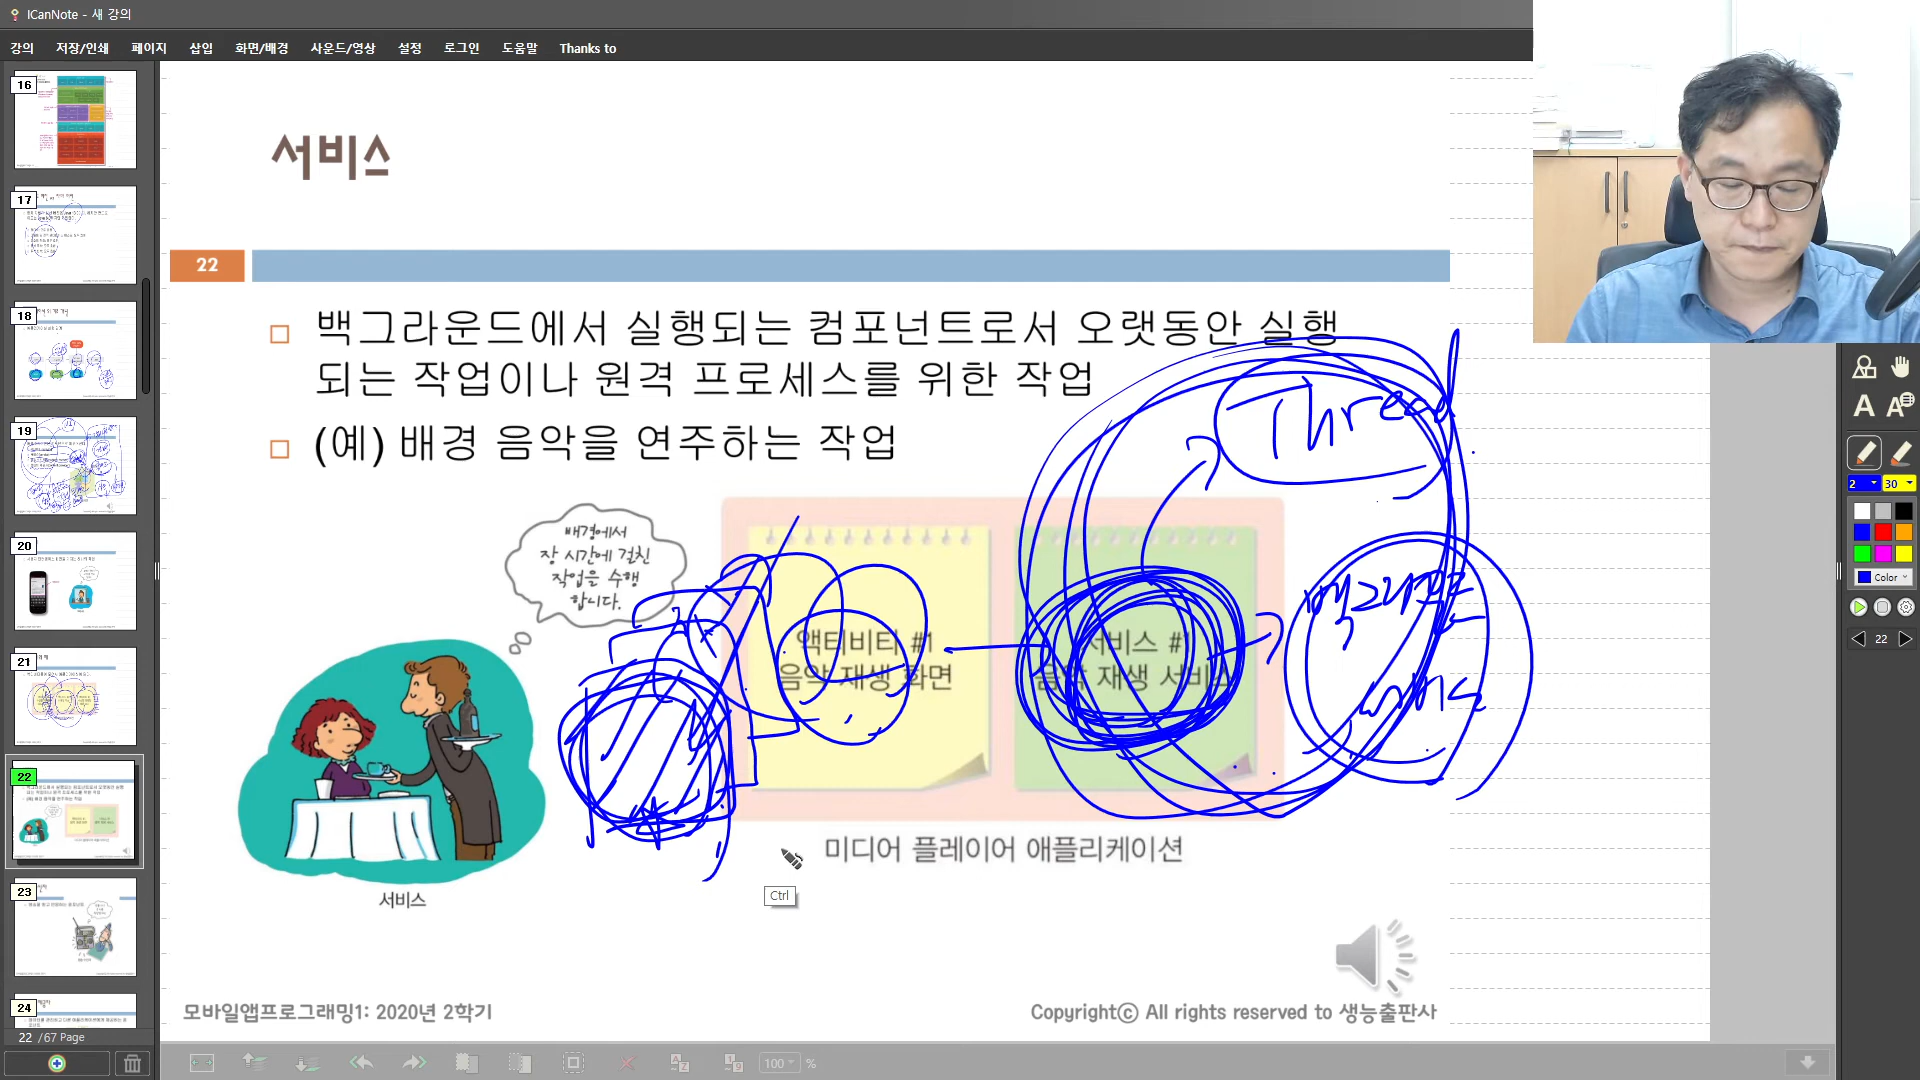 ICanNote - 새 강의
강의 저장/인쇄 페이지 삽입 화면/배경 사운드/영상 설정 로그인 도움말 Thanks to
16
17
18
19
20
21
22
23
24
22 /67 Page
서비스
22
백그라운드에서 실행되는 컴포넌트로서 오랫동안 실행
되는 작업이나 원격 프로세스를 위한 작업
(예) 배경 음악을 연주하는 작업
Thread
배경에서
장 시간에 걸친
작업을 수행
합니다.
액티비티 #1
음악 재생 화면
서비스 #1
음악 재생 서비스
미디어 플레이어 애플리케이션
Ctrl
서비스
모바일앱프로그래밍1: 2020년 2학기
Copyrightⓒ All rights reserved to 생능출판사
2
30
Color
22
100 %